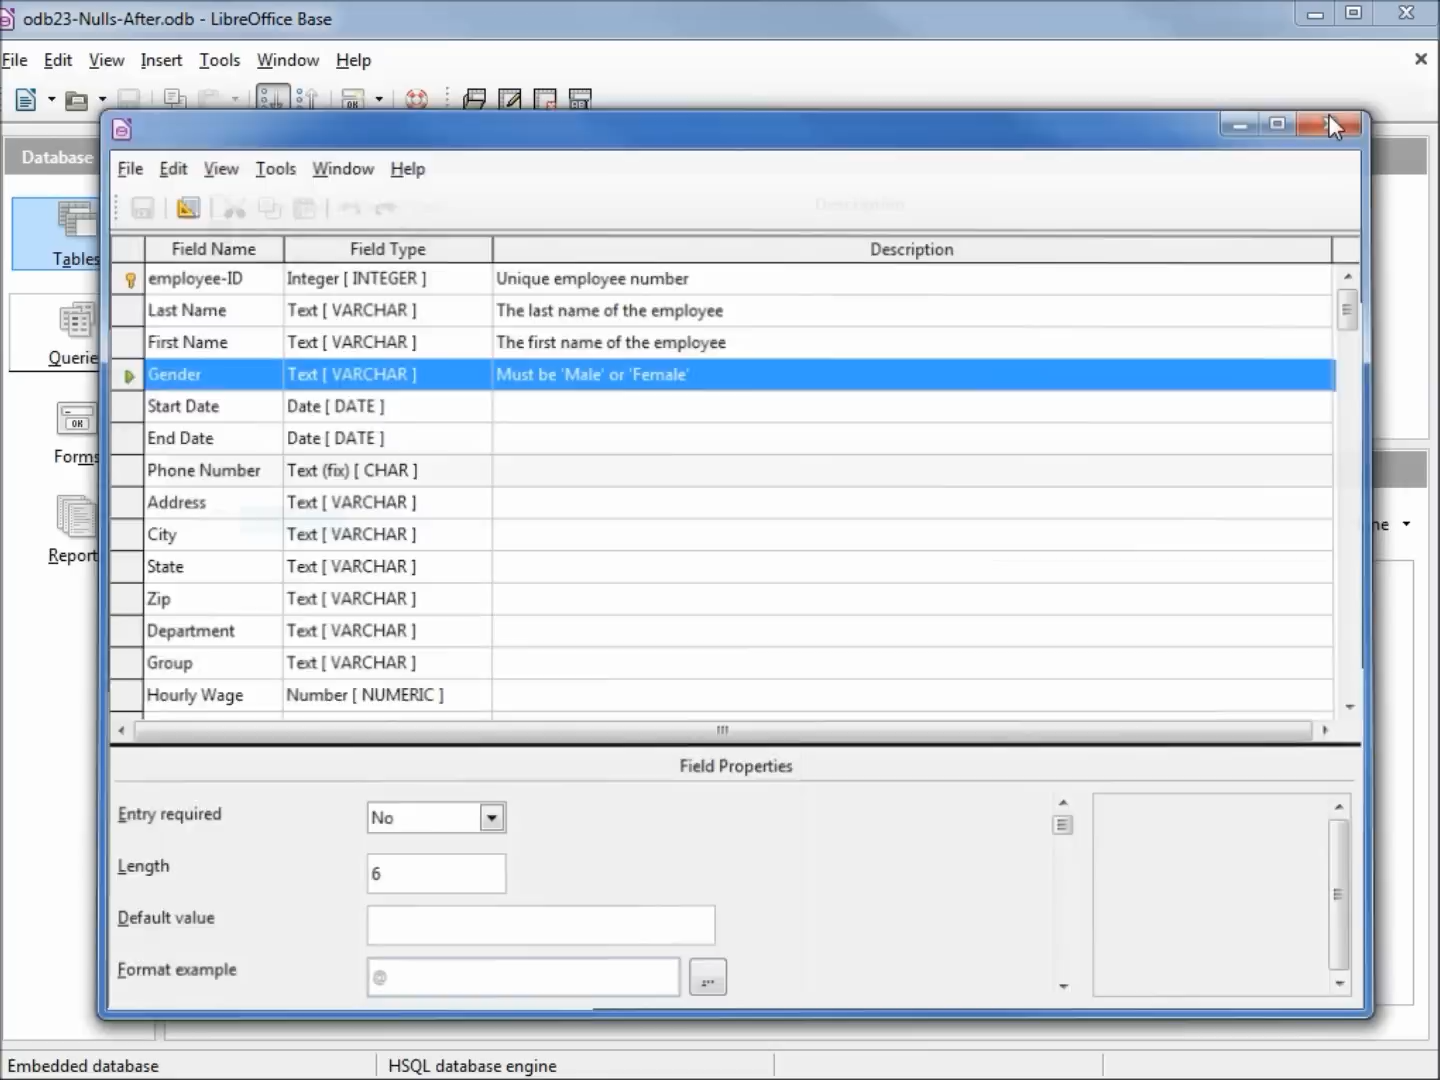 odb23-Nulls-After.odb - LibreOffice Base
File Edit View Insert Tools Window Help
Database
File Edit View Tools Window Help
Description
Tables
Queries
Forms
Report
Field Name Field Type Description
employee-ID Integer [ INTEGER ] Unique employee number
Last Name Text [ VARCHAR ] The last name of the employee
First Name Text [ VARCHAR ] The first name of the employee
Gender Text [ VARCHAR ] Must be 'Male' or 'Female'
Start Date Date [ DATE ]
End Date Date [ DATE ]
Phone Number Text (fix) [ CHAR ]
Address Text [ VARCHAR ]
City Text [ VARCHAR ]
State Text [ VARCHAR ]
Zip Text [ VARCHAR ]
Department Text [ VARCHAR ]
Group Text [ VARCHAR ]
Hourly Wage Number [ NUMERIC ]
Field Properties
Entry required No
Length 6
Default value
Format example @
...
Embedded database HSQL database engine